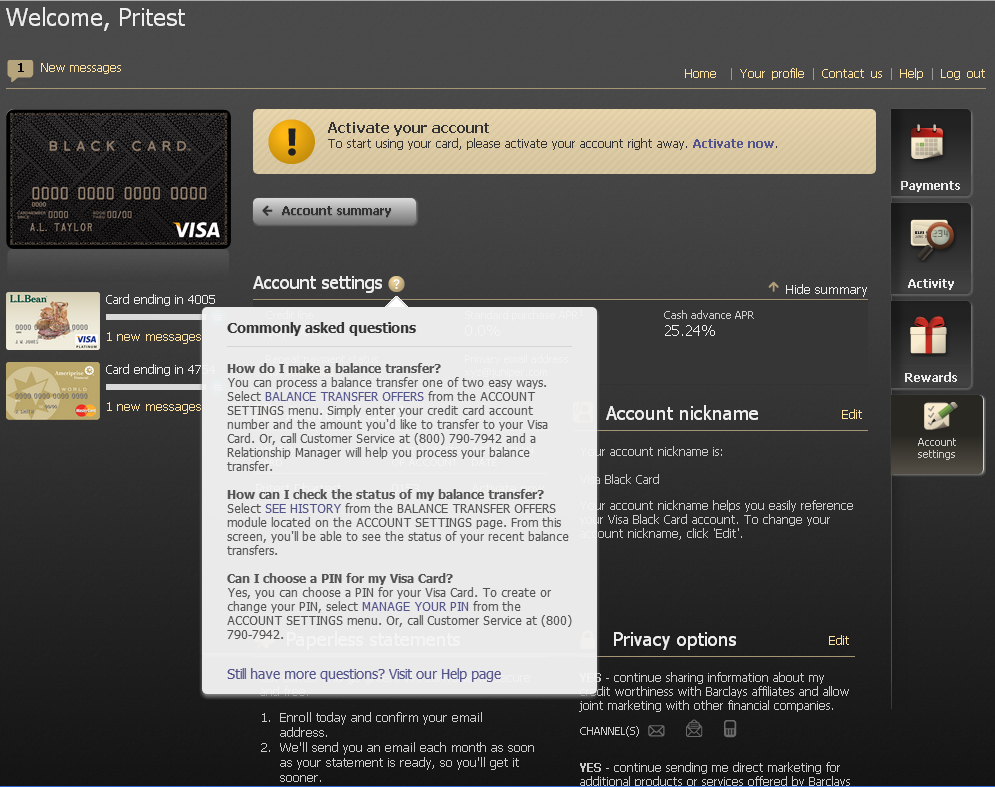 Welcome, Pritest
1 New messages
Home | Your profile | Contact us | Help | Log out
BLACK CARD.
0000 0000 0000 0000
0000
0000 00/00
A.L. TAYLOR
VISA
Activate your account
To start using your card, please activate your account right away. Activate now.
Account summary
Payments
Activity
Rewards
Account
settings
L.L.Bean
VISA
Card ending in 4005
1 new messages
Ameriprise
WORLD
MasterCard
Card ending in 47
1 new messages
Account settings ?
Hide summary
Standard purchase APR
0.0%
Cash advance APR
25.24%
Commonly asked questions
How do I make a balance transfer?
You can process a balance transfer one of two easy ways.
Select BALANCE TRANSFER OFFERS from the ACCOUNT
SETTINGS menu. Simply enter your credit card account
number and the amount you'd like to transfer to your Visa
Card. Or, call Customer Service at (800) 790-7942 and a
Relationship Manager will help you process your balance
transfer.
How can I check the status of my balance transfer?
Select SEE HISTORY from the BALANCE TRANSFER OFFERS
module located on the ACCOUNT SETTINGS page. From this
screen, you'll be able to see the status of your recent balance
transfers.
Can I choose a PIN for my Visa Card?
Yes, you can choose a PIN for your Visa Card. To create or
change your PIN, select MANAGE YOUR PIN from the
ACCOUNT SETTINGS menu. Or, call Customer Service at (800)
790-7942.
Still have more questions? Visit our Help page
Account nickname
Edit
Your account nickname is:
Visa Black Card
Your account nickname helps you easily reference
your Visa Black Card account. To change your
account nickname, click 'Edit'.
Paperless statements
1. Enroll today and confirm your email
address.
2. We'll send you an email each month as soon
as your statement is ready, so you'll get it
sooner.
Privacy options
Edit
YES - continue sharing information about my
credit worthiness with Barclays affiliates and allow
joint marketing with other financial companies.
CHANNEL(S)
YES - continue sending me direct marketing for
additional products or services offered by Barclays